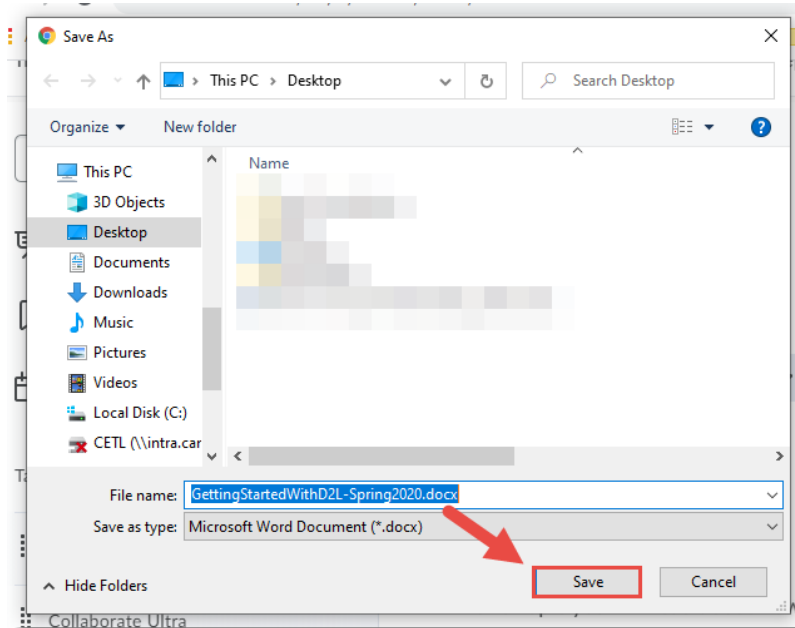 Save As
This PC > Desktop
Search Desktop
Organize
New folder
Name
This PC
3D Objects
Desktop
Documents
Downloads
Music
Pictures
Videos
Local Disk (C:)
CETL (\\intra.car
File name: GettingStartedWithD2L-Spring2020.docx
Save as type: Microsoft Word Document (*.docx)
Hide Folders
Save
Cancel
Collaborate Ultra